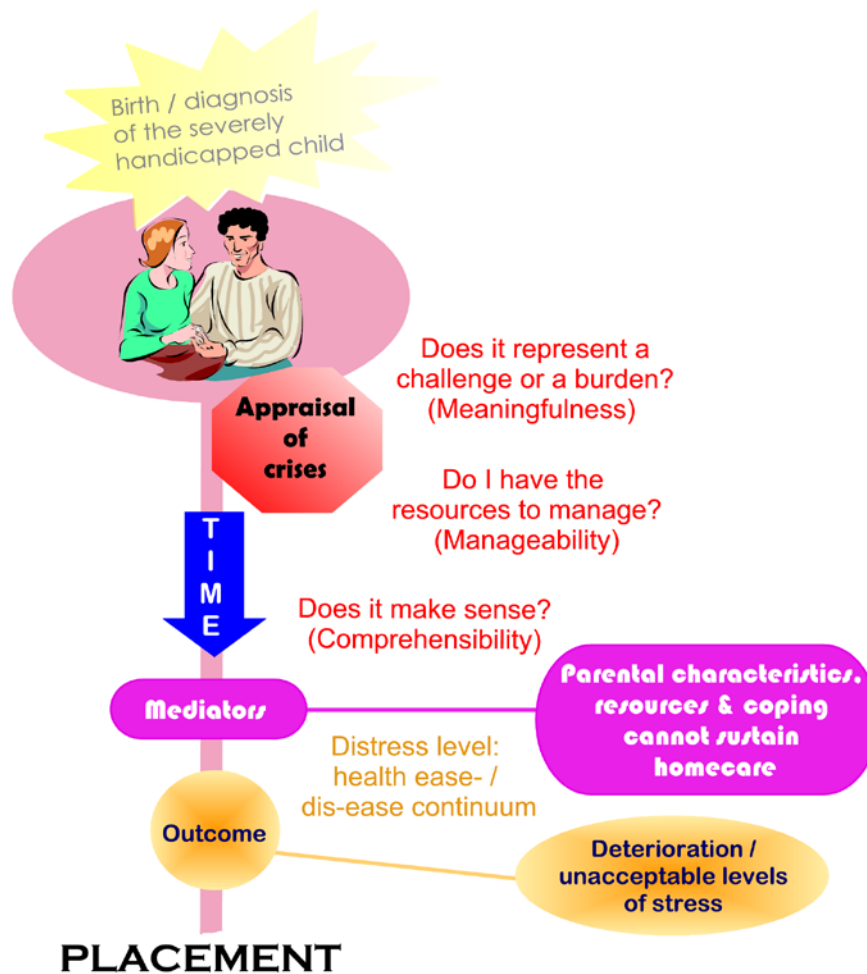 Birth / diagnosis
of the severely
handicapped child
Does it represent a
challenge or a burden?
(Meaningfulness)
Appraisal
of
crises
Do I have the
resources to manage?
(Manageability)
TIME
Does it make sense?
(Comprehensibility)
Mediators
Parental characteristics,
resources & coping
cannot sustain
homecare
Distress level:
health ease- /
dis-ease continuum
Outcome
Deterioration /
unacceptable levels
of stress
PLACEMENT